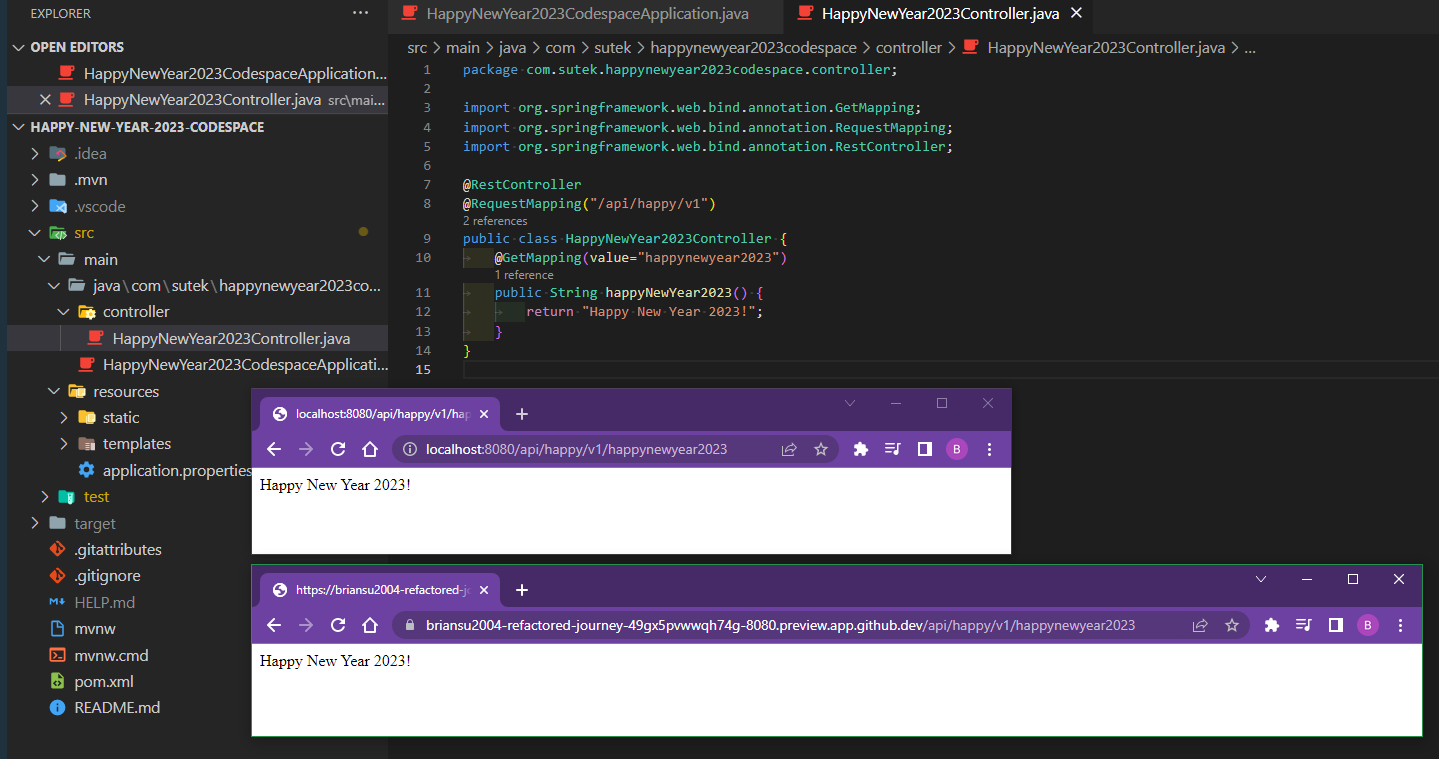 EXPLORER ...
OPEN EDITORS
HappyNewYear2023CodespaceApplication...
HappyNewYear2023Controller.java src\mai...
HAPPY-NEW-YEAR-2023-CODESPACE
.idea
.mvn
.vscode
src
main
java\com\sutek\happynewyear2023co...
controller
HappyNewYear2023Controller.java
HappyNewYear2023CodespaceApplicati...
resources
static
templates
application.properties
test
target
.gitattributes
.gitignore
HELP.md
mvnw
mvnw.cmd
pom.xml
README.md
HappyNewYear2023CodespaceApplication.java
HappyNewYear2023Controller.java
src > main > java > com > sutek > happynewyear2023codespace > controller > HappyNewYear2023Controller.java > ...
1 package com.sutek.happynewyear2023codespace.controller;
2
3 import org.springframework.web.bind.annotation.GetMapping;
4 import org.springframework.web.bind.annotation.RequestMapping;
5 import org.springframework.web.bind.annotation.RestController;
6
7 @RestController
8 @RequestMapping("/api/happy/v1")
2 references
9 public class HappyNewYear2023Controller {
10 @GetMapping(value="happynewyear2023")
1 reference
11 public String happyNewYear2023() {
12 return "Happy New Year 2023!";
13 }
14 }
15
localhost:8080/api/happy/v1/hap
localhost:8080/api/happy/v1/happynewyear2023
B
Happy New Year 2023!
https://briansu2004-refactored-jo
briansu2004-refactored-journey-49gx5pvwwqh74g-8080.preview.app.github.dev/api/happy/v1/happynewyear2023
B
Happy New Year 2023!